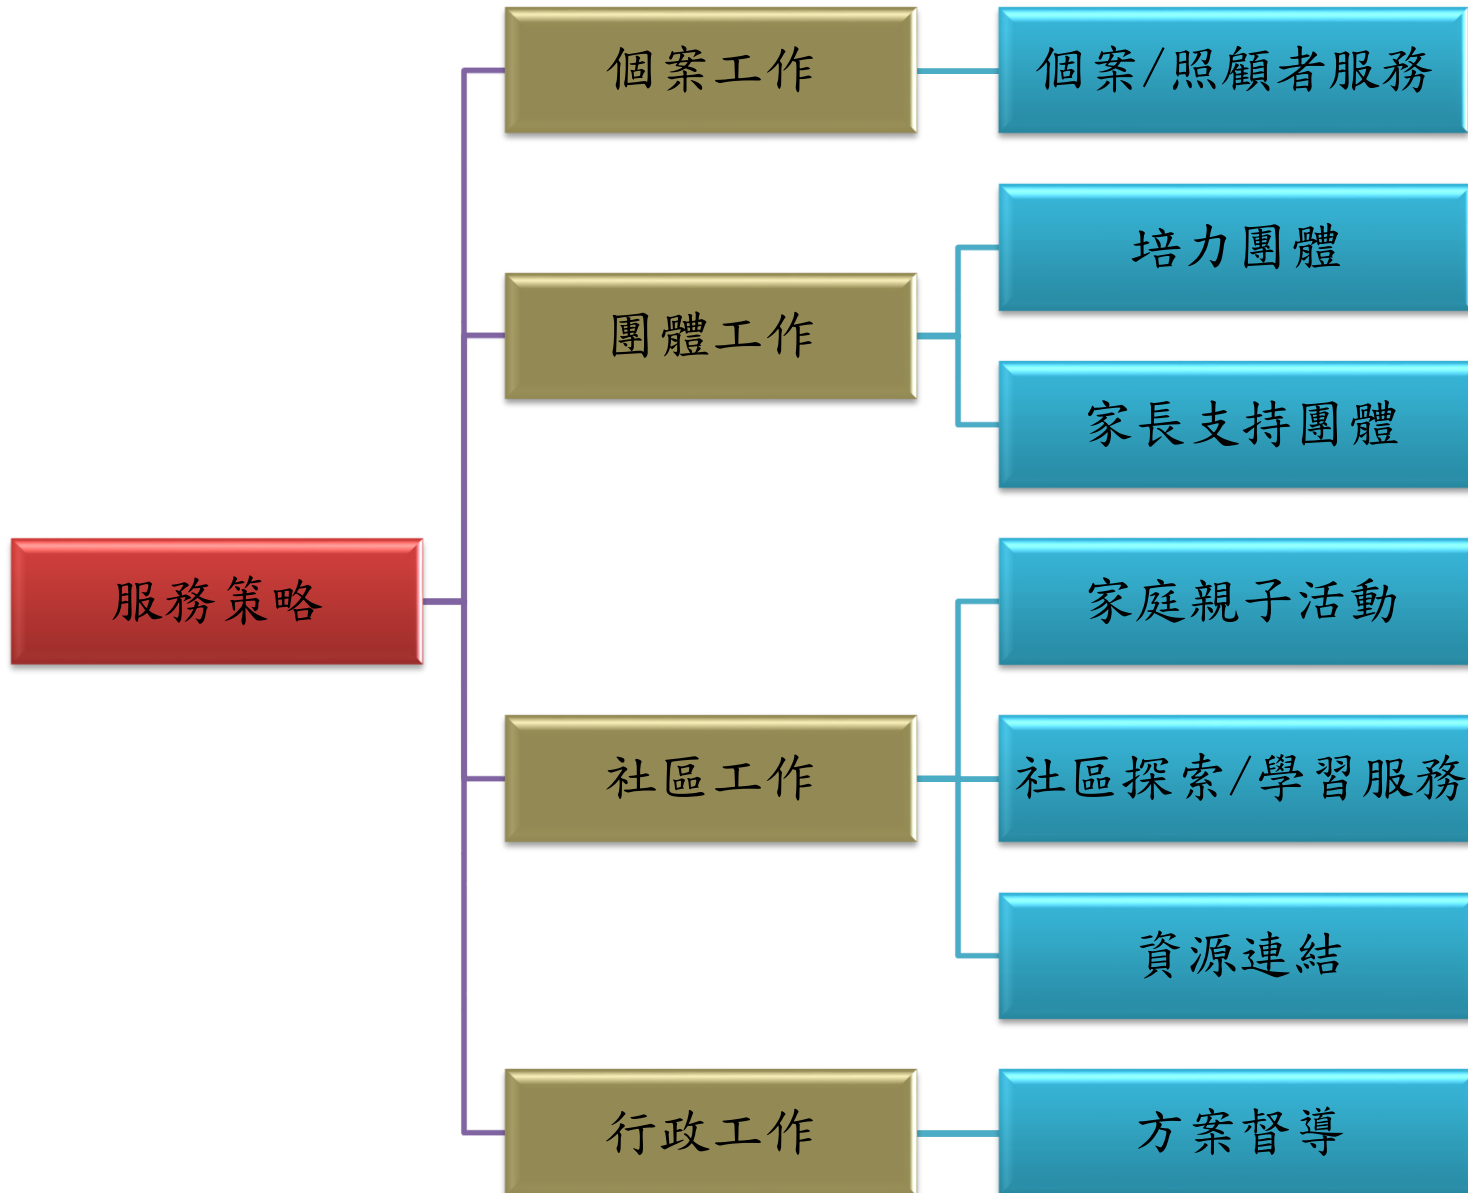 服務策略
個案工作
個案/照顧者服務
團體工作
培力團體
家長支持團體
社區工作
家庭親子活動
社區探索/學習服務
資源連結
行政工作
方案督導